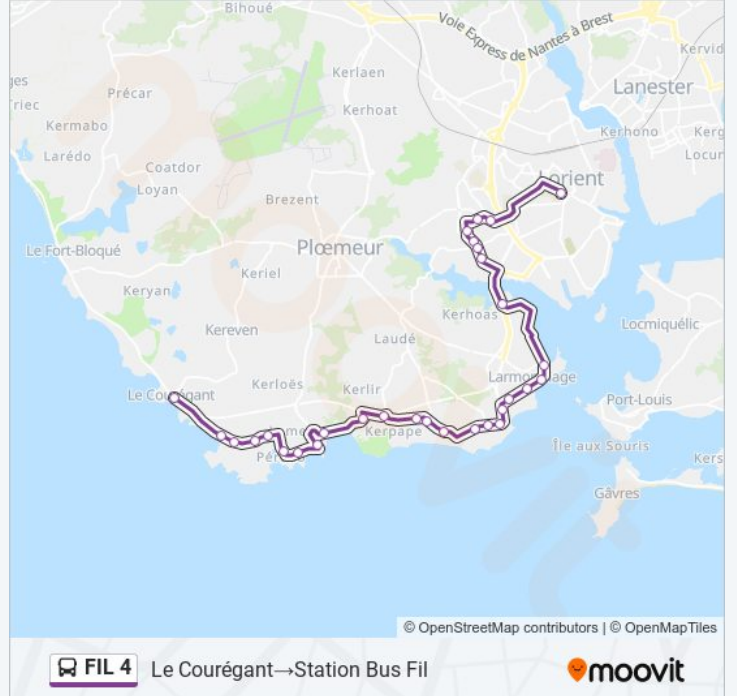 Bihoué
Voie Express de Nantes à Brest
Kervid
Kerlaen
Lanester
Précar
Kerhoat
Kermabo
Kerhono
Kerg
Larédo
Locur
Coatdor
Loyan
Lorient
Brezent
Le Fort-Bloqué
Plœmeur
Keryan
Keriel
Kerhoas
Kereven
Laudé
Locmiquélic
Larmor-Plage
Le Courégant
Kerloës
Kerlir
Port-Louis
Kerpape
Île aux Souris
Kers
Gâvres
© OpenStreetMap contributors | © OpenMapTiles
FIL 4 Le Courégant→Station Bus Fil moovit